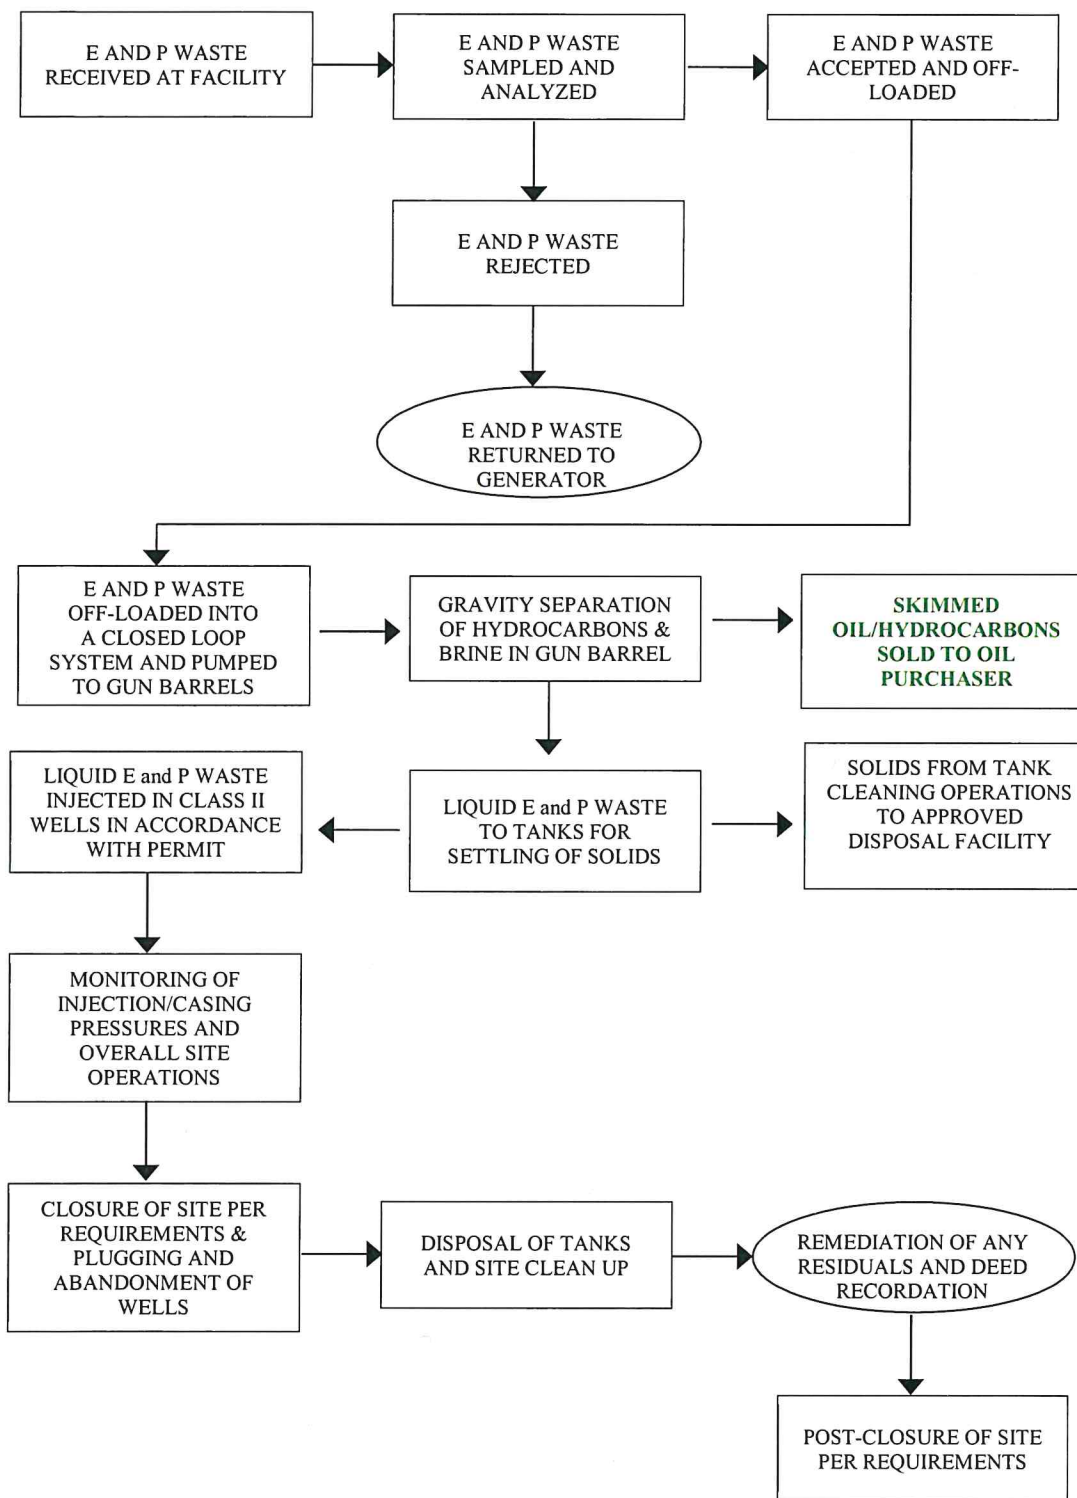 E AND P WASTE
RECEIVED AT FACILITY
E AND P WASTE
SAMPLED AND
ANALYZED
E AND P WASTE
ACCEPTED AND OFF-
LOADED
E AND P WASTE
REJECTED
E AND P WASTE
RETURNED TO
GENERATOR
E AND P WASTE
OFF-LOADED INTO
A CLOSED LOOP
SYSTEM AND PUMPED
TO GUN BARRELS
GRAVITY SEPARATION
OF HYDROCARBONS &
BRINE IN GUN BARREL
SKIMMED
OIL/HYDROCARBONS
SOLD TO OIL
PURCHASER
LIQUID E and P WASTE
INJECTED IN CLASS II
WELLS IN ACCORDANCE
WITH PERMIT
LIQUID E and P WASTE
TO TANKS FOR
SETTLING OF SOLIDS
SOLIDS FROM TANK
CLEANING OPERATIONS
TO APPROVED
DISPOSAL FACILITY
MONITORING OF
INJECTION/CASING
PRESSURES AND
OVERALL SITE
OPERATIONS
CLOSURE OF SITE PER
REQUIREMENTS &
PLUGGING AND
ABANDONMENT OF
WELLS
DISPOSAL OF TANKS
AND SITE CLEAN UP
REMEDIATION OF ANY
RESIDUALS AND DEED
RECORDATION
POST-CLOSURE OF SITE
PER REQUIREMENTS